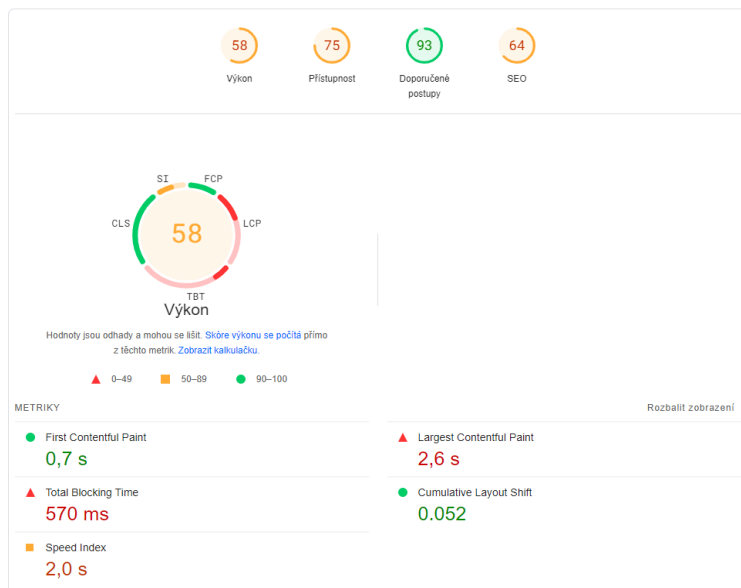 58 75 93 64
Výkon Přístupnost Doporučené postupy SEO
SI FCP
CLS LCP
58
TBT
Výkon
Hodnoty jsou odhady a mohou se lišit. Skóre výkonu se počítá přímo
z těchto metrik. Zobrazit kalkulačku.
0–49 50–89 90–100
METRIKY Rozbalit zobrazení
First Contentful Paint
0,7 s
Largest Contentful Paint
2,6 s
Total Blocking Time
570 ms
Cumulative Layout Shift
0.052
Speed Index
2,0 s